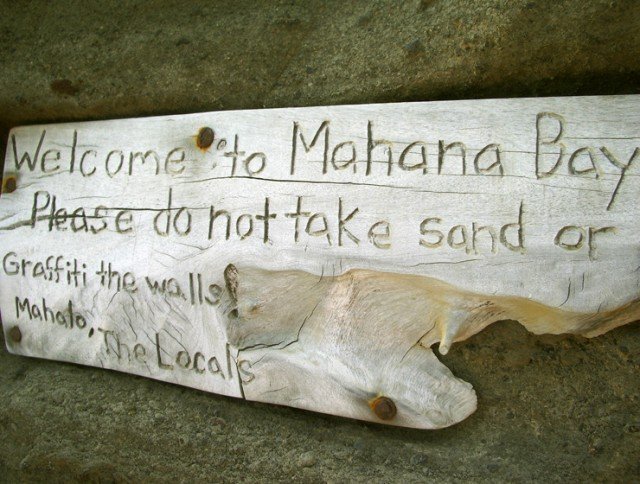 Welcome to Mahana Bay
Please do not take sand or
Graffiti the walls
Mahalo, The Locals